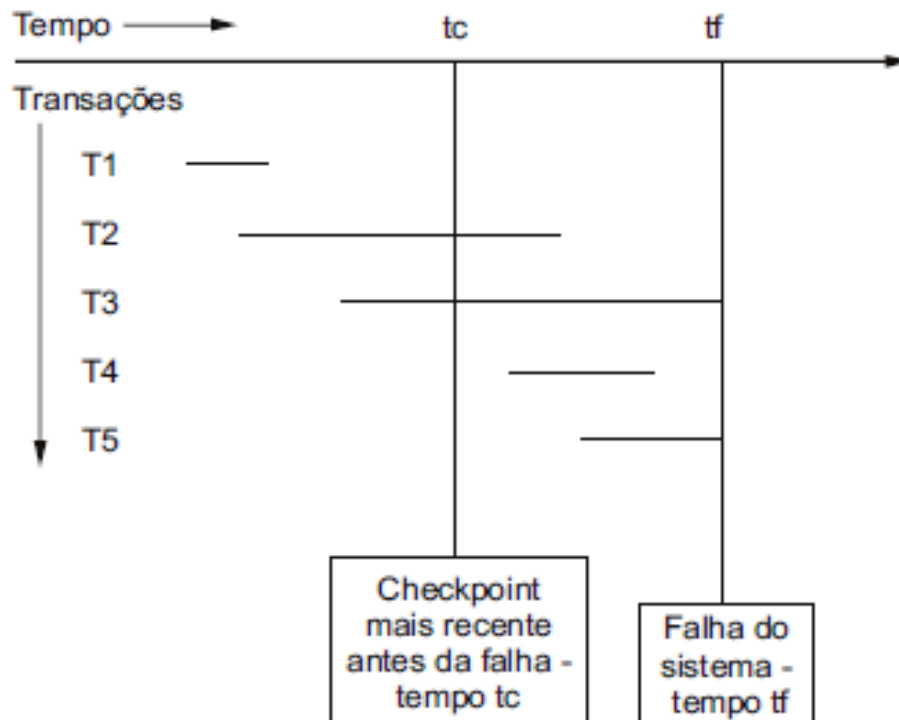 Tempo
tc
tf
Transações
T1
T2
T3
T4
T5
Checkpoint
mais recente
antes da falha -
tempo tc
Falha do
sistema -
tempo tf